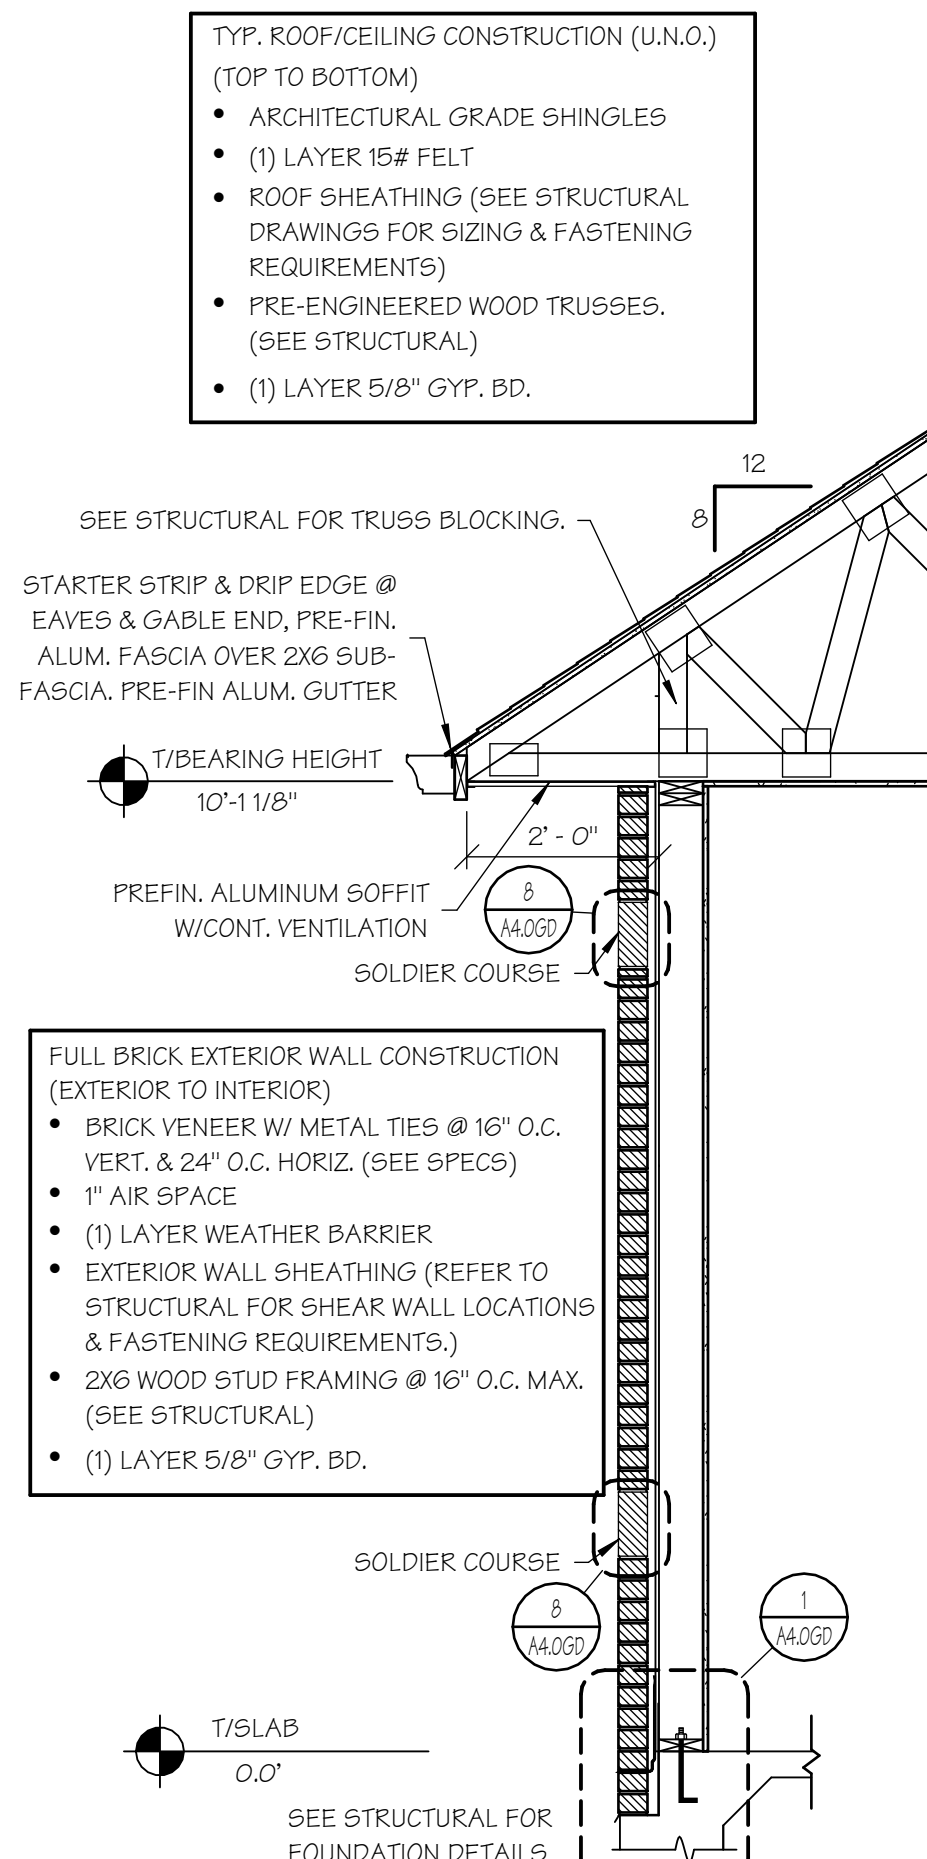 TYP. ROOF/CEILING CONSTRUCTION (U.N.O.)
(TOP TO BOTTOM)
• ARCHITECTURAL GRADE SHINGLES
• (1) LAYER 15# FELT
• ROOF SHEATHING (SEE STRUCTURAL
DRAWINGS FOR SIZING & FASTENING
REQUIREMENTS)
• PRE-ENGINEERED WOOD TRUSSES.
(SEE STRUCTURAL)
• (1) LAYER 5/8" GYP. BD.
12
8
SEE STRUCTURAL FOR TRUSS BLOCKING.
STARTER STRIP & DRIP EDGE @
EAVES & GABLE END, PRE-FIN.
ALUM. FASCIA OVER 2X6 SUB-
FASCIA. PRE-FIN ALUM. GUTTER
T/BEARING HEIGHT
10'-1 1/8"
2' - 0"
PREFIN. ALUMINUM SOFFIT
W/CONT. VENTILATION
8
A4.0GD
SOLDIER COURSE
FULL BRICK EXTERIOR WALL CONSTRUCTION
(EXTERIOR TO INTERIOR)
• BRICK VENEER W/ METAL TIES @ 16" O.C.
VERT. & 24" O.C. HORIZ. (SEE SPECS)
• 1" AIR SPACE
• (1) LAYER WEATHER BARRIER
• EXTERIOR WALL SHEATHING (REFER TO
STRUCTURAL FOR SHEAR WALL LOCATIONS
& FASTENING REQUIREMENTS.)
• 2X6 WOOD STUD FRAMING @ 16" O.C. MAX.
(SEE STRUCTURAL)
• (1) LAYER 5/8" GYP. BD.
SOLDIER COURSE
8
A4.0GD
1
A4.0GD
T/SLAB
0.0'
SEE STRUCTURAL FOR
FOUNDATION DETAILS